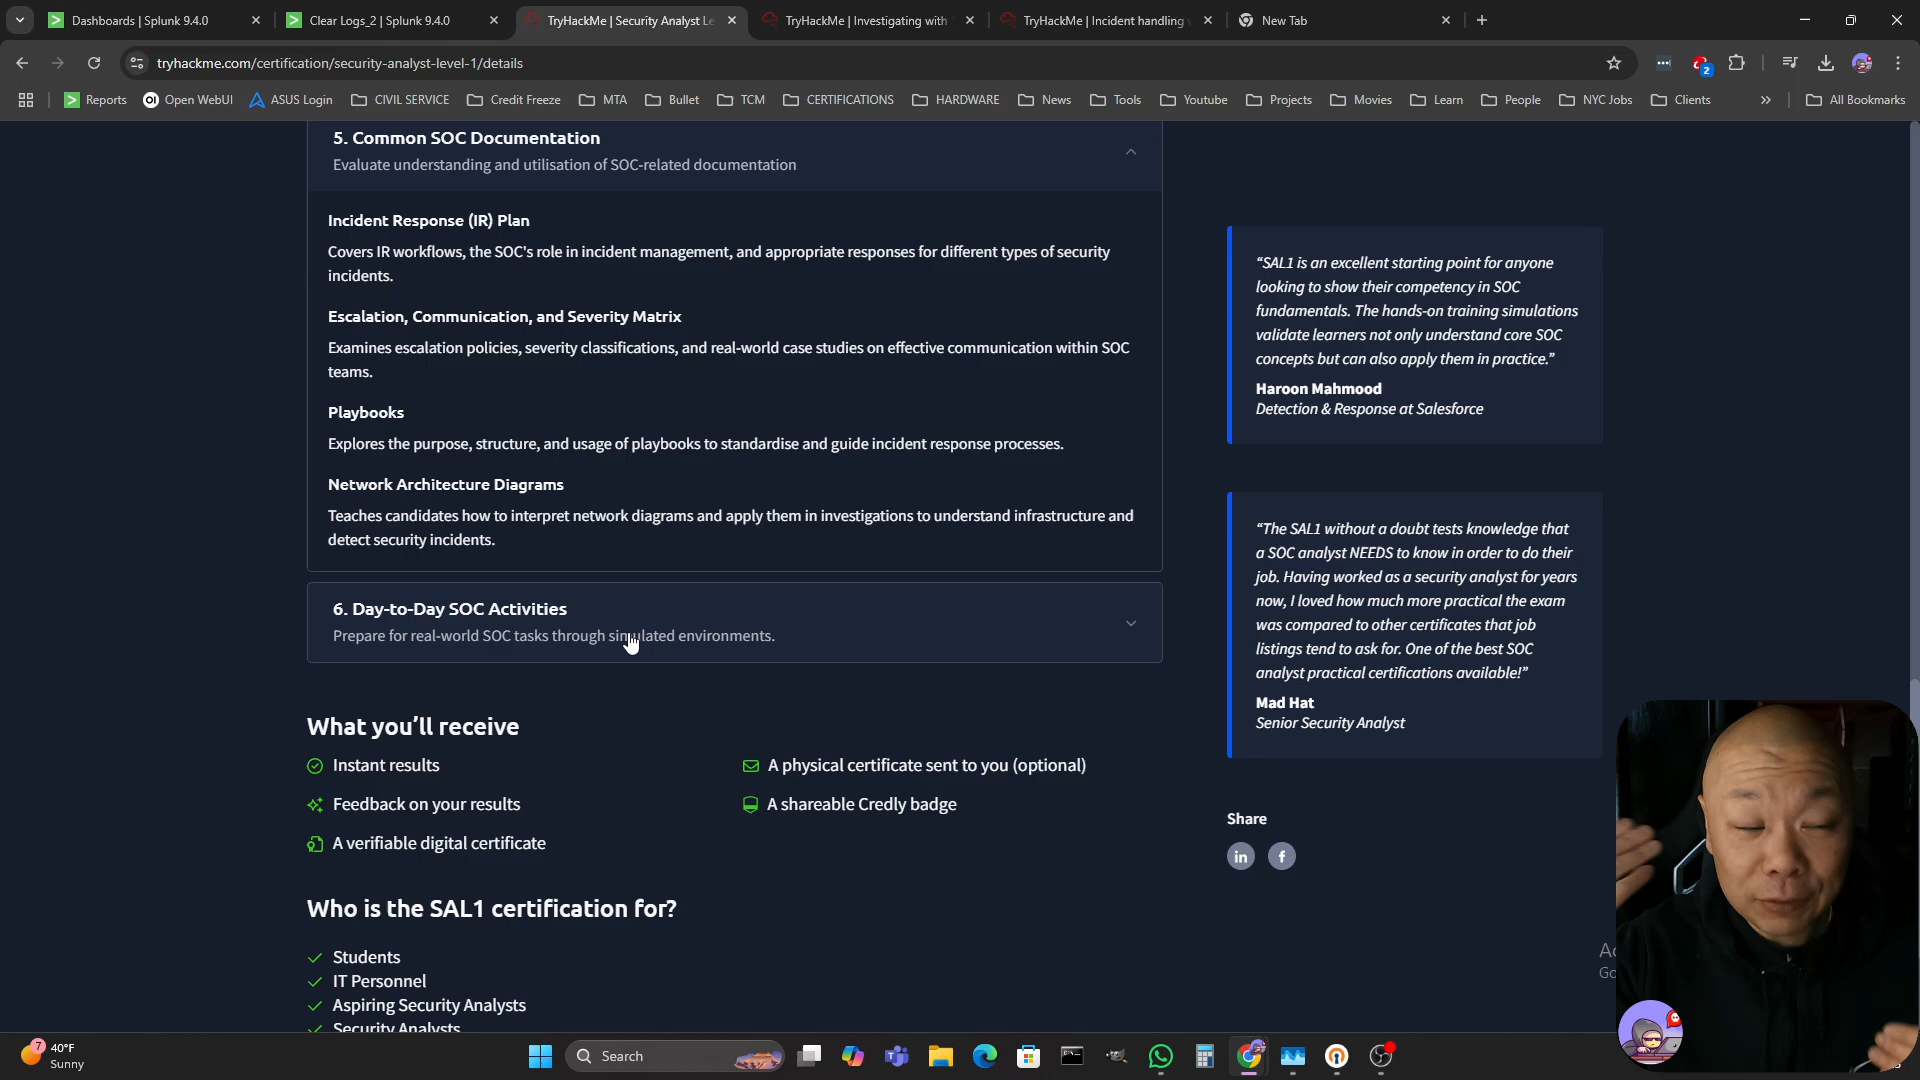 Dashboards | Splunk 9.4.0
Clear Logs_2 | Splunk 9.4.0
TryHackMe | Security Analyst Le
TryHackMe | Investigating with
TryHackMe | Incident handling
New Tab
tryhackme.com/certification/security-analyst-level-1/details
2
Reports
Open WebUI
ASUS Login
CIVIL SERVICE
Credit Freeze
MTA
Bullet
TCM
CERTIFICATIONS
HARDWARE
News
Tools
Youtube
Projects
Movies
Learn
People
NYC Jobs
Clients
All Bookmarks
5. Common SOC Documentation
Evaluate understanding and utilisation of SOC-related documentation
Incident Response (IR) Plan
Covers IR workflows, the SOC's role in incident management, and appropriate responses for different types of security
incidents.
Escalation, Communication, and Severity Matrix
Examines escalation policies, severity classifications, and real-world case studies on effective communication within SOC
teams.
Playbooks
Explores the purpose, structure, and usage of playbooks to standardise and guide incident response processes.
Network Architecture Diagrams
Teaches candidates how to interpret network diagrams and apply them in investigations to understand infrastructure and
detect security incidents.
6. Day-to-Day SOC Activities
Prepare for real-world SOC tasks through simulated environments.
What you'll receive
Instant results
A physical certificate sent to you (optional)
Feedback on your results
A shareable Credly badge
A verifiable digital certificate
Who is the SAL1 certification for?
Students
IT Personnel
Aspiring Security Analysts
Security Analysts
“SAL1 is an excellent starting point for anyone
looking to show their competency in SOC
fundamentals. The hands-on training simulations
validate learners not only understand core SOC
concepts but can also apply them in practice.”
Haroon Mahmood
Detection & Response at Salesforce
“The SAL1 without a doubt tests knowledge that
a SOC analyst NEEDS to know in order to do their
job. Having worked as a security analyst for years
now, I loved how much more practical the exam
was compared to other certificates that job
listings tend to ask for. One of the best SOC
analyst practical certifications available!”
Mad Hat
Senior Security Analyst
Share
7
40°F
Sunny
Search